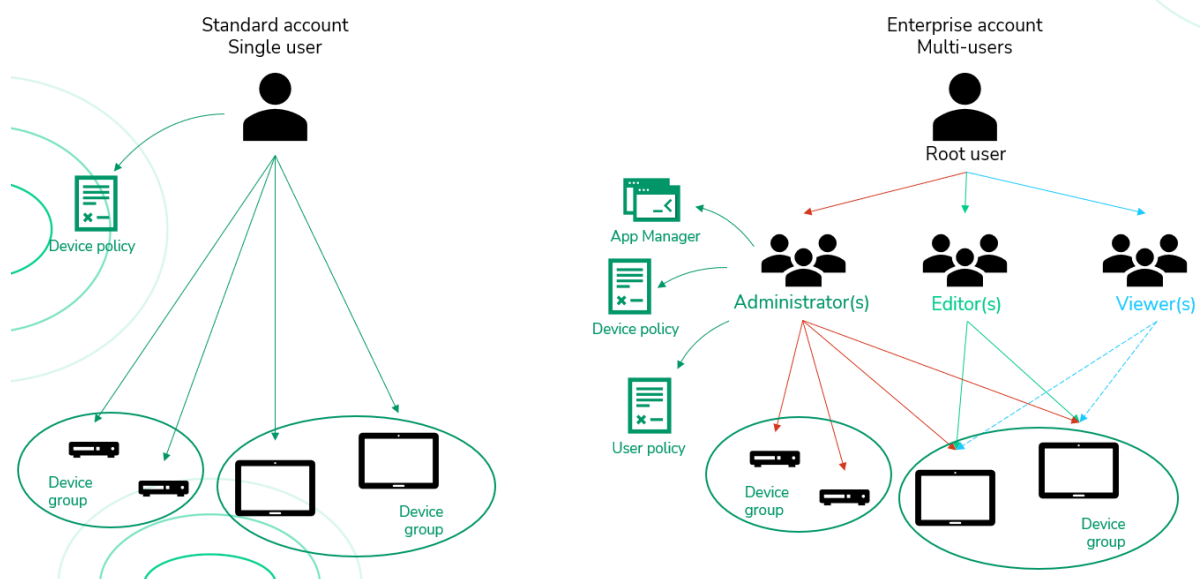 Standard account
Single user
Device policy
Device
group
Device
group
Enterprise account
Multi-users
Root user
App Manager
Administrator(s)
Editor(s)
Viewer(s)
Device policy
User policy
Device
group
Device
group